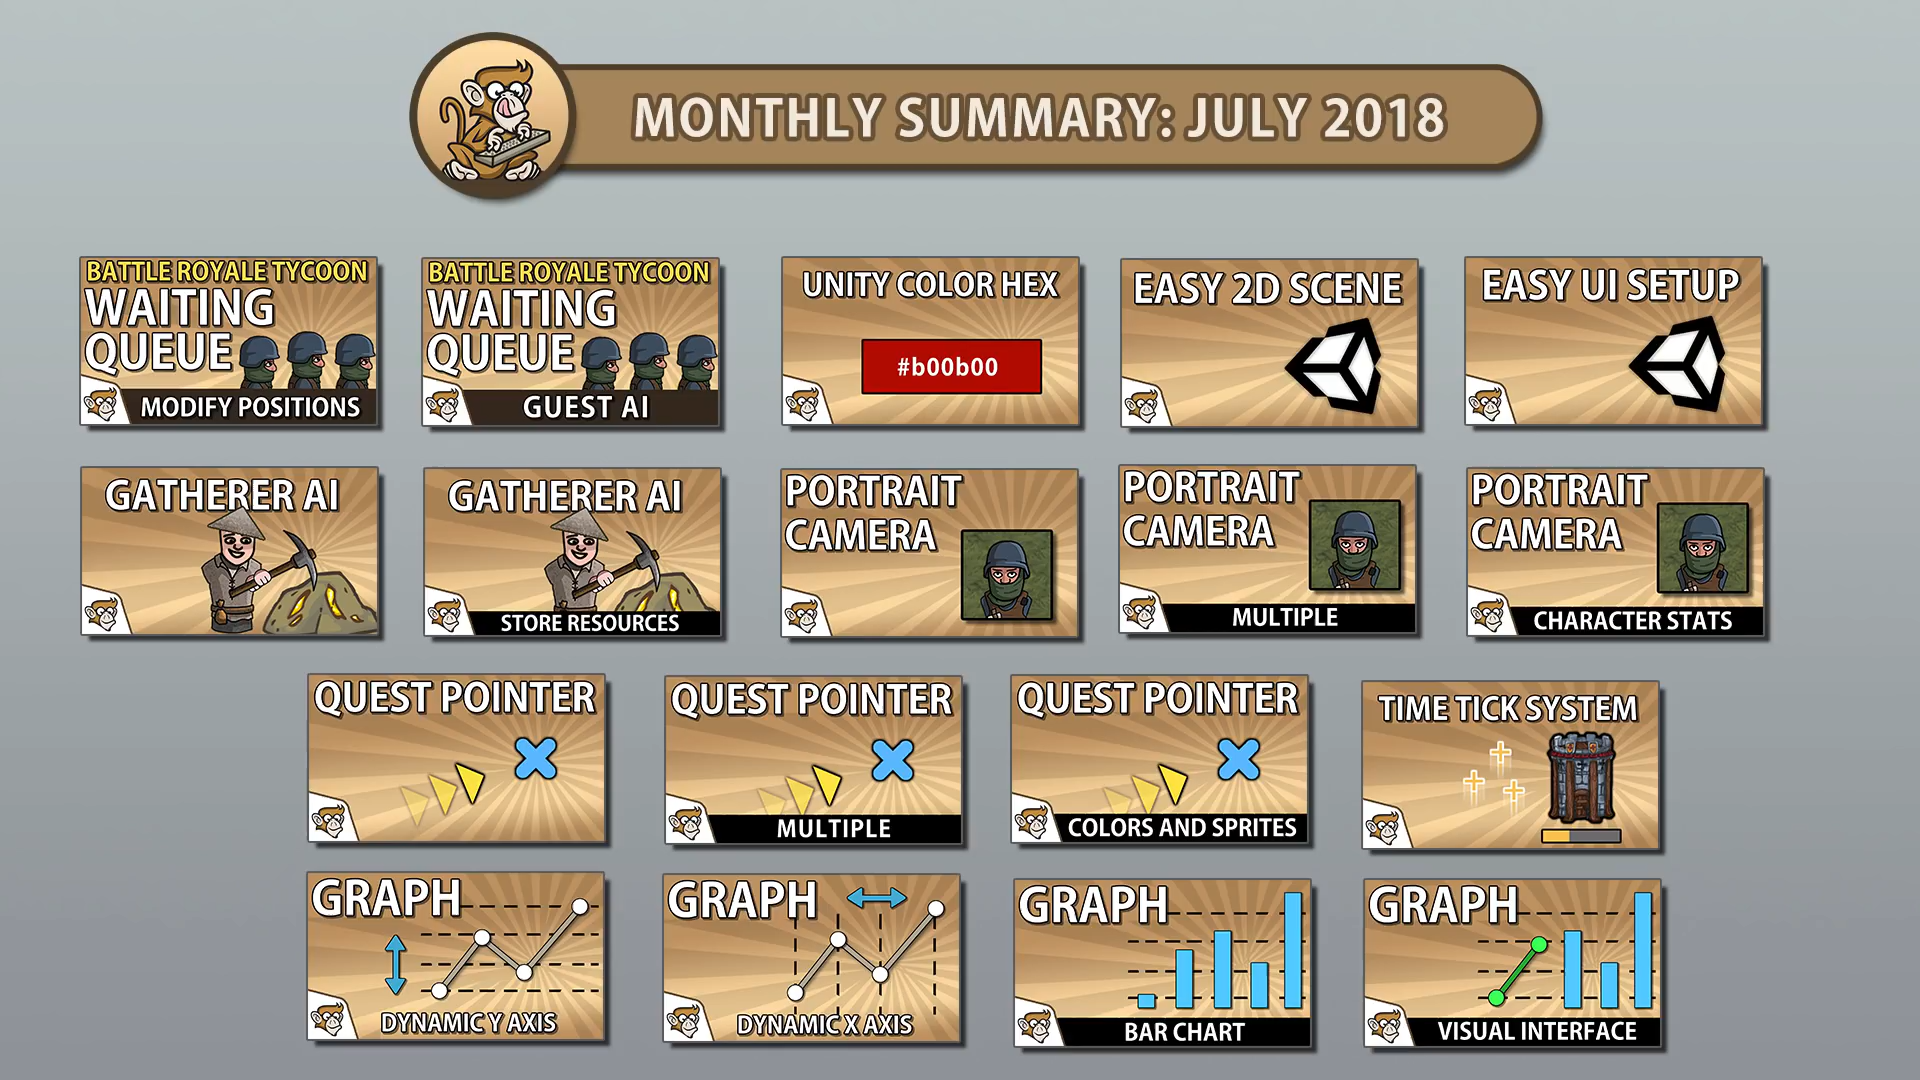 MONTHLY SUMMARY: JULY 2018
BATTLE ROYALE TYCOON
WAITING
QUEUE
MODIFY POSITIONS
BATTLE ROYALE TYCOON
WAITING
QUEUE
GUEST AI
UNITY COLOR HEX
#b00b00
EASY 2D SCENE
EASY UI SETUP
GATHERER AI
GATHERER AI
STORE RESOURCES
PORTRAIT
CAMERA
PORTRAIT
CAMERA
MULTIPLE
PORTRAIT
CAMERA
CHARACTER STATS
QUEST POINTER
QUEST POINTER
MULTIPLE
QUEST POINTER
COLORS AND SPRITES
TIME TICK SYSTEM
GRAPH
DYNAMIC Y AXIS
GRAPH
DYNAMIC X AXIS
GRAPH
BAR CHART
GRAPH
VISUAL INTERFACE